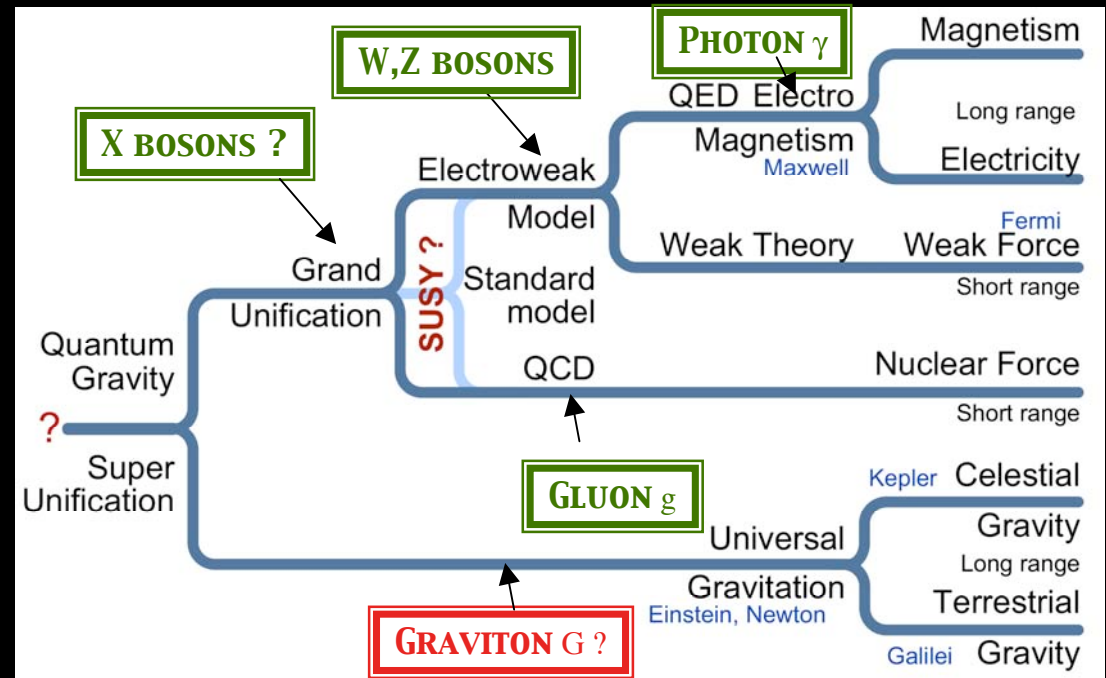 PHOTON γ
Magnetism
W,Z BOSONS
QED Electro
Magnetism
Maxwell
Long range
X BOSONS ?
Electroweak
Model
Electricity
Fermi
Weak Theory
Weak Force
Short range
Grand
Unification
SUSY ?
Standard
model
Quantum
Gravity
QCD
Nuclear Force
Short range
?
Super
Unification
GLUON g
Kepler
Celestial
Gravity
Universal
Gravitation
Einstein, Newton
Long range
Terrestrial
Gravity
Galilei
GRAVITON G ?